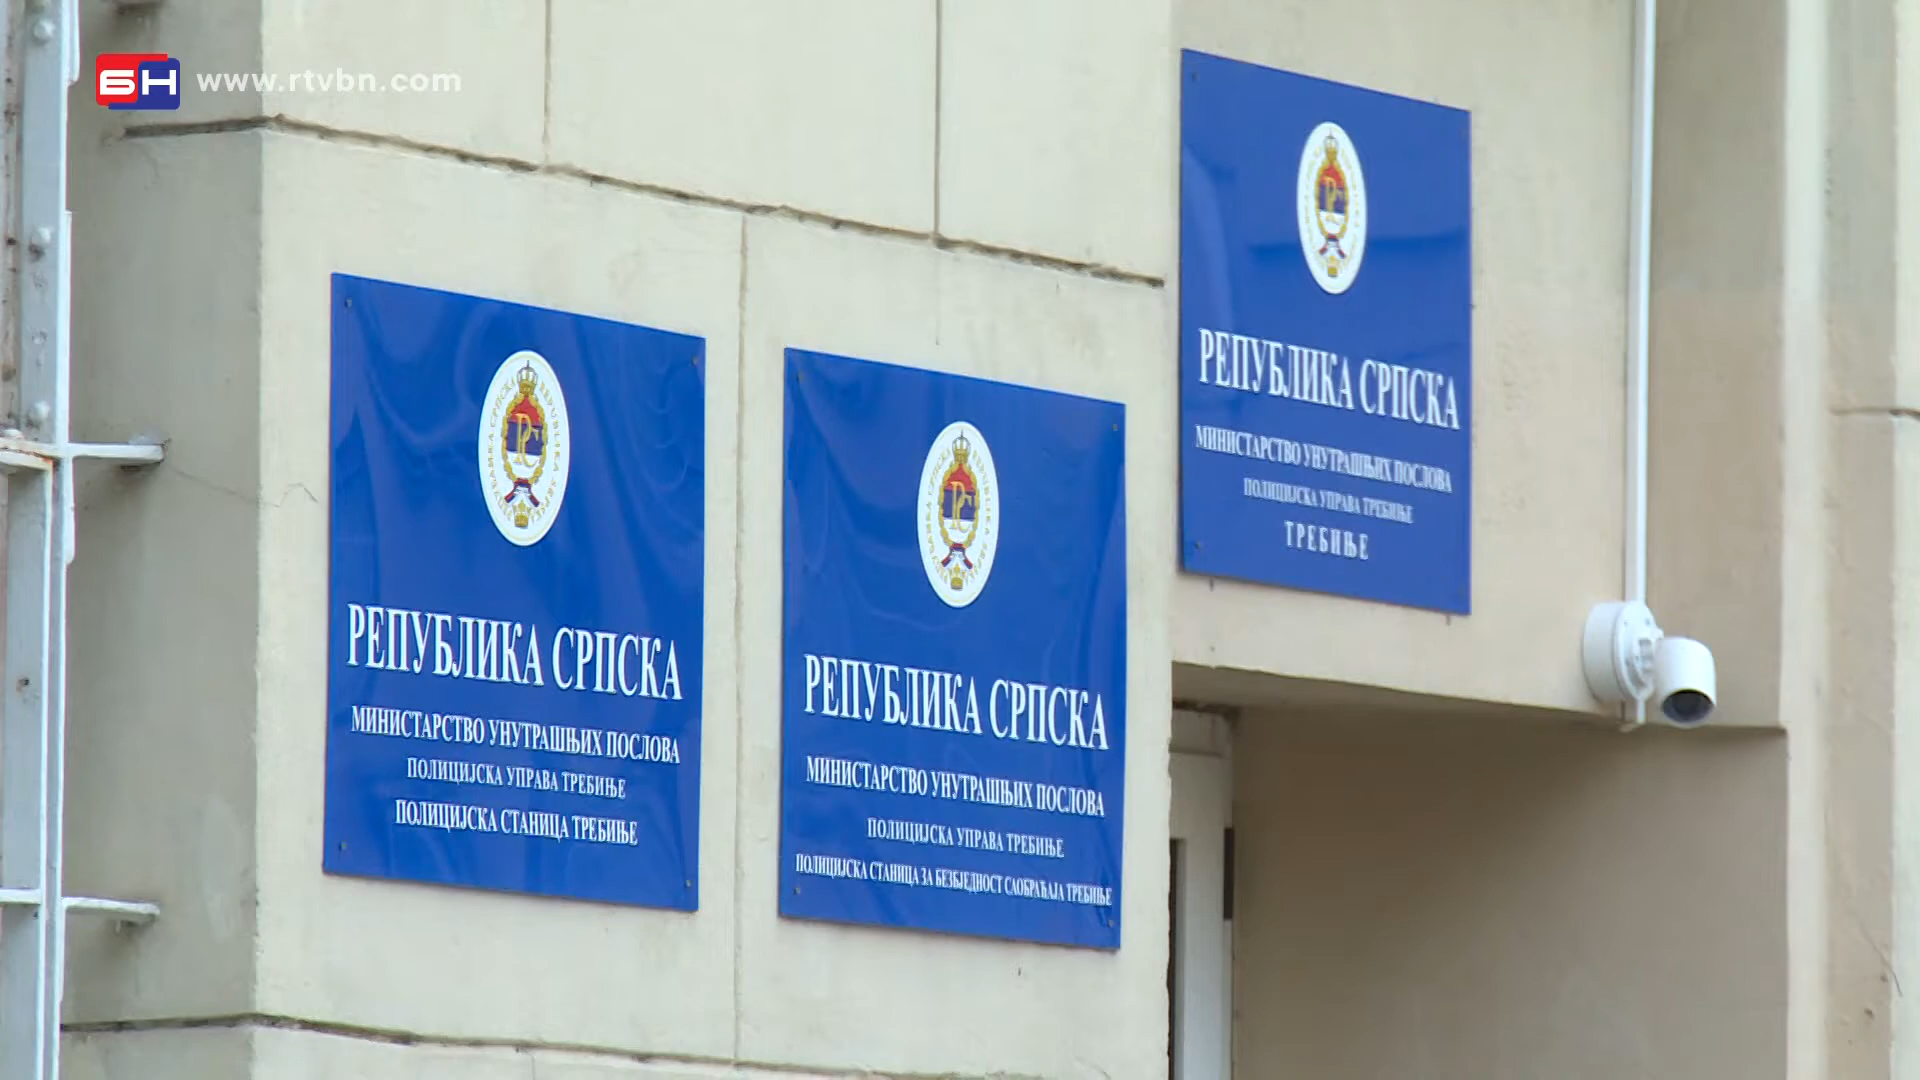 БН www.rtvbn.com
РЕПУБЛИКА СРПСКА
МИНИСТАРСТВО УНУТРАШЊИХ ПОСЛОВА
ПОЛИЦИЈСКА УПРАВА ТРЕБИЊЕ
ПОЛИЦИЈСКА СТАНИЦА ТРЕБИЊЕ
РЕПУБЛИКА СРПСКА
МИНИСТАРСТВО УНУТРАШЊИХ ПОСЛОВА
ПОЛИЦИЈСКА УПРАВА ТРЕБИЊЕ
ПОЛИЦИЈСКА СТАНИЦА ЗА БЕЗБЈЕДНОСТ САОБРАЋАЈА ТРЕБИЊЕ
РЕПУБЛИКА СРПСКА
МИНИСТАРСТВО УНУТРАШЊИХ ПОСЛОВА
ПОЛИЦИЈСКА УПРАВА ТРЕБИЊЕ
ТРЕБИЊЕ